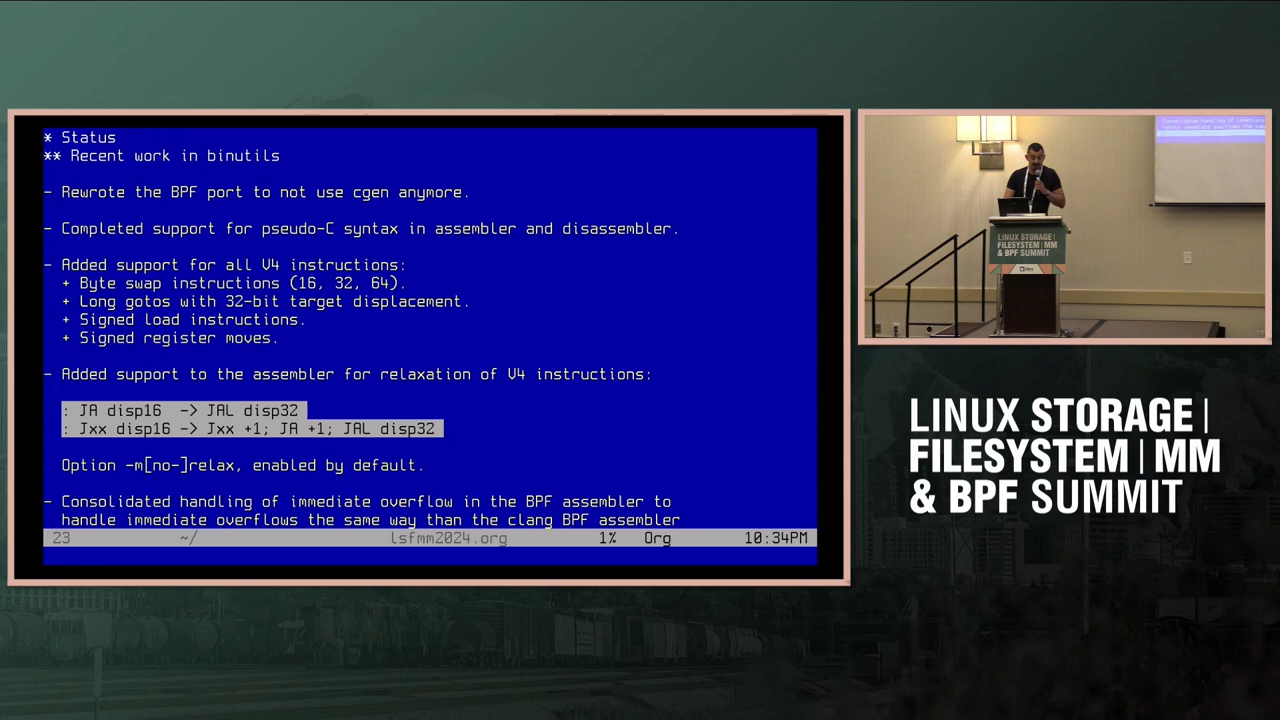 * Status
** Recent work in binutils
- Rewrote the BPF port to not use cgen anymore.
- Completed support for pseudo-C syntax in assembler and disassembler.
- Added support for all V4 instructions:
+ Byte swap instructions (16, 32, 64).
+ Long gotos with 32-bit target displacement.
+ Signed load instructions.
+ Signed register moves.
- Added support to the assembler for relaxation of V4 instructions:
: JA disp16 -> JAL disp32
: Jxx disp16 -> Jxx +1; JA +1; JAL disp32
Option -m[no-]relax, enabled by default.
- Consolidated handling of immediate overflow in the BPF assembler to
handle immediate overflows the same way than the clang BPF assembler
23 ~/ lsfmm2024.org 1% Org 10:34PM
LINUX STORAGE |
FILESYSTEM | MM
& BPF SUMMIT
LINUX STORAGE |
FILESYSTEM | MM
& BPF SUMMIT